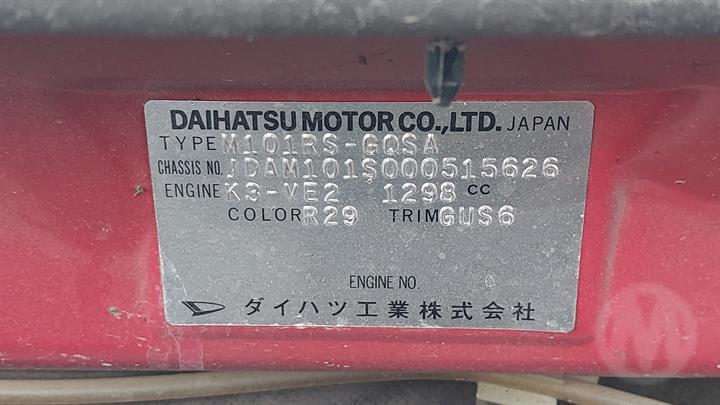 DAIHATSU MOTOR CO.,LTD. JAPAN
TYPE M101RS-GQSA
CHASSIS NO. JDAM101S000515626
ENGINE K3-VE2 1298 CC
COLOR R29 TRIM GUS6
ENGINE NO.
ダイハツ工業株式会社
M